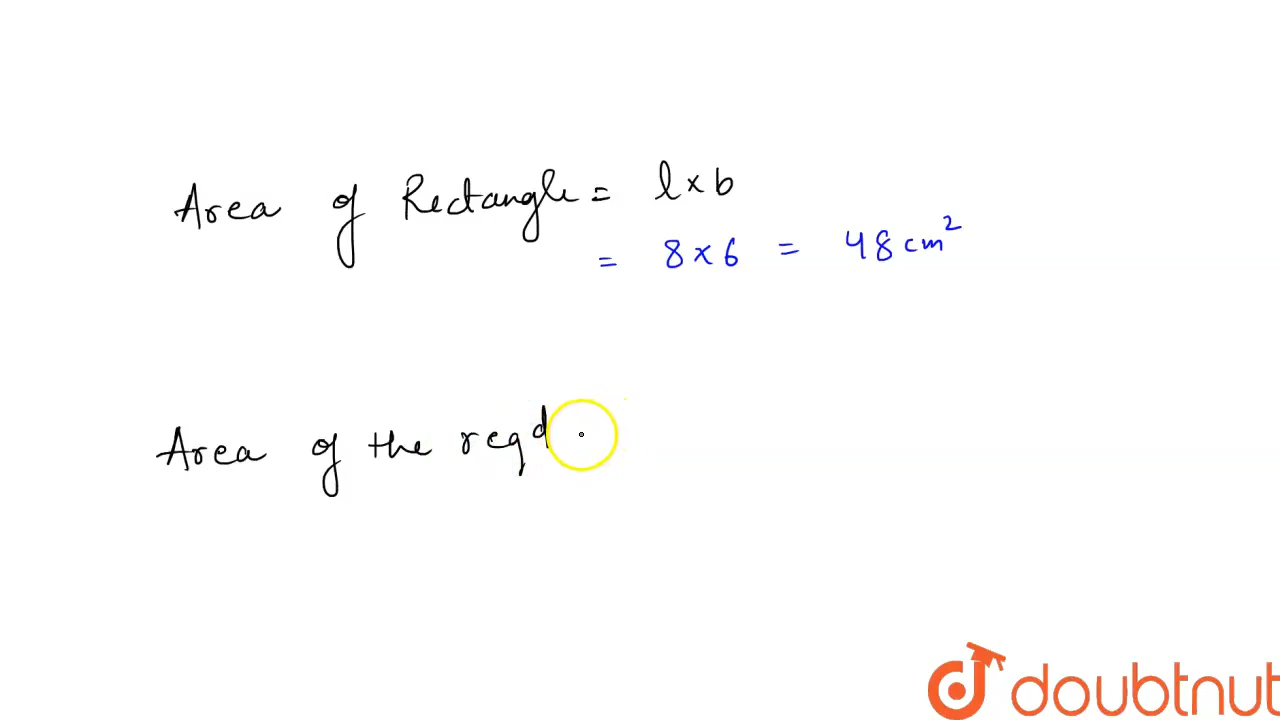 Area of Rectangle = l × b
= 8 × 6 = 48 cm²
Area of the reqd
doubtnut